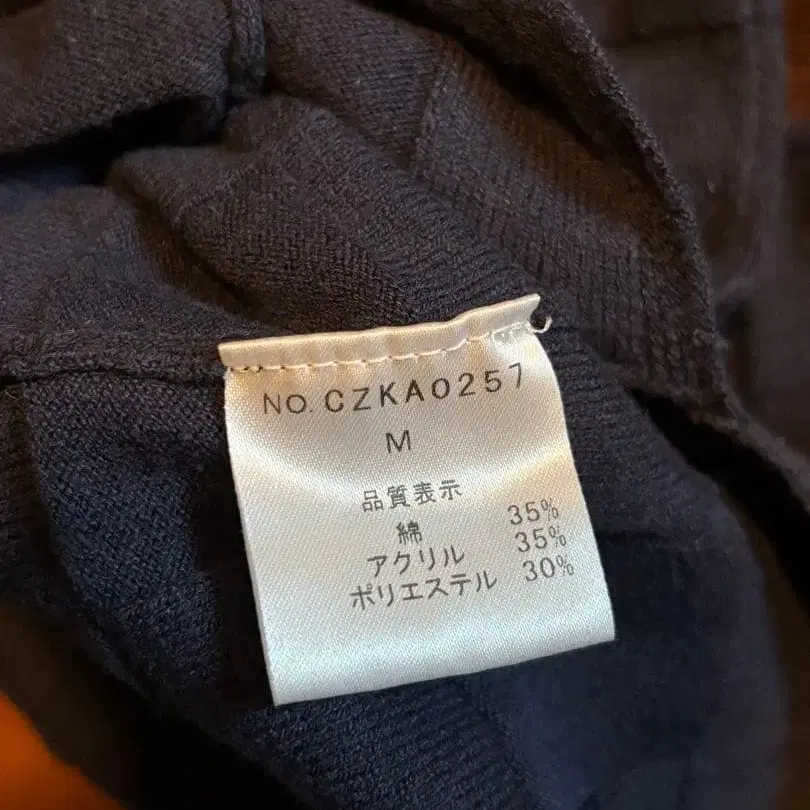 NO. CZKA0257
M
品質表示
綿 35%
アクリル 35%
ポリエステル 30%